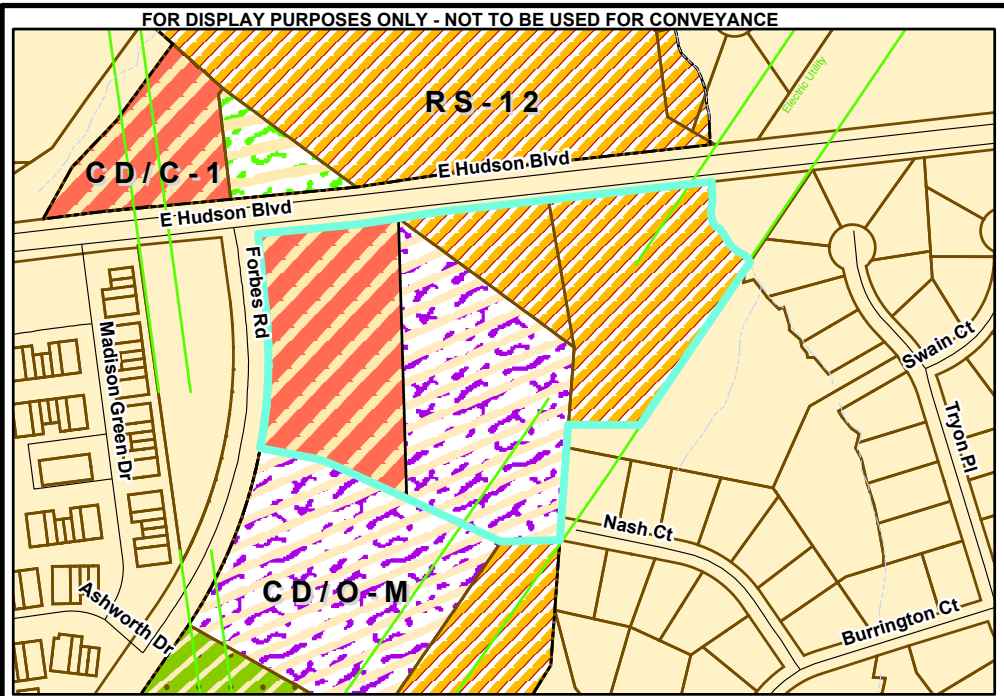 FOR DISPLAY PURPOSES ONLY - NOT TO BE USED FOR CONVEYANCE
Electric Utility
RS-12
CD/C-1
E Hudson Blvd
E Hudson Blvd
Forbes Rd
Madison Green Dr
Swain Ct
Tryon Pl
Nash Ct
CD/O-M
Ashworth Dr
Burrington Ct